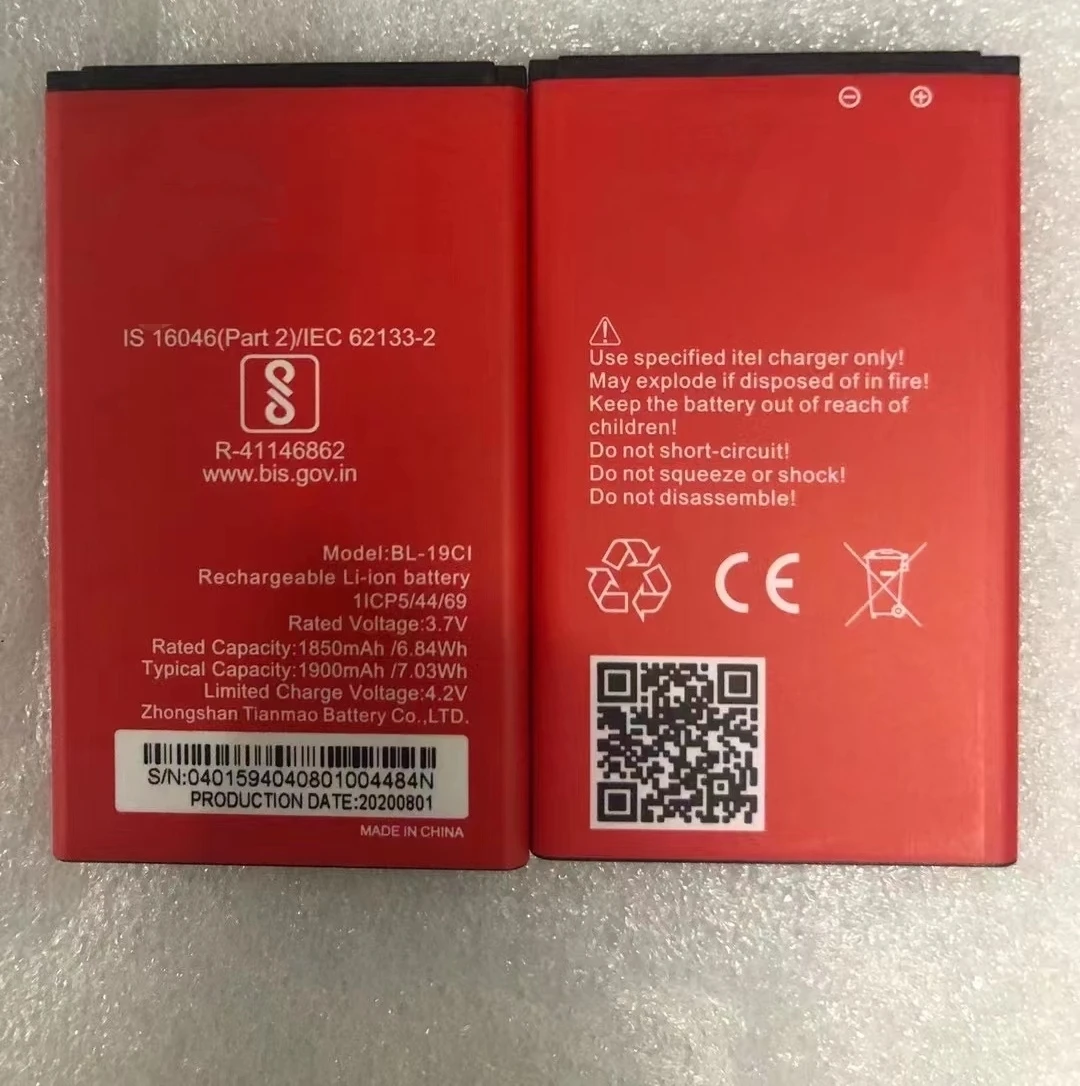 IS 16046(Part 2)/IEC 62133-2
R-41146862
www.bis.gov.in
Model:BL-19CI
Rechargeable Li-ion battery
1ICP5/44/69
Rated Voltage:3.7V
Rated Capacity:1850mAh /6.84Wh
Typical Capacity:1900mAh /7.03Wh
Limited Charge Voltage:4.2V
Zhongshan Tianmao Battery Co.,LTD.
S/N:0401594040801004484N
PRODUCTION DATE:20200801
MADE IN CHINA
Use specified itel charger only!
May explode if disposed of in fire!
Keep the battery out of reach of
children!
Do not short-circuit!
Do not squeeze or shock!
Do not disassemble!
CE